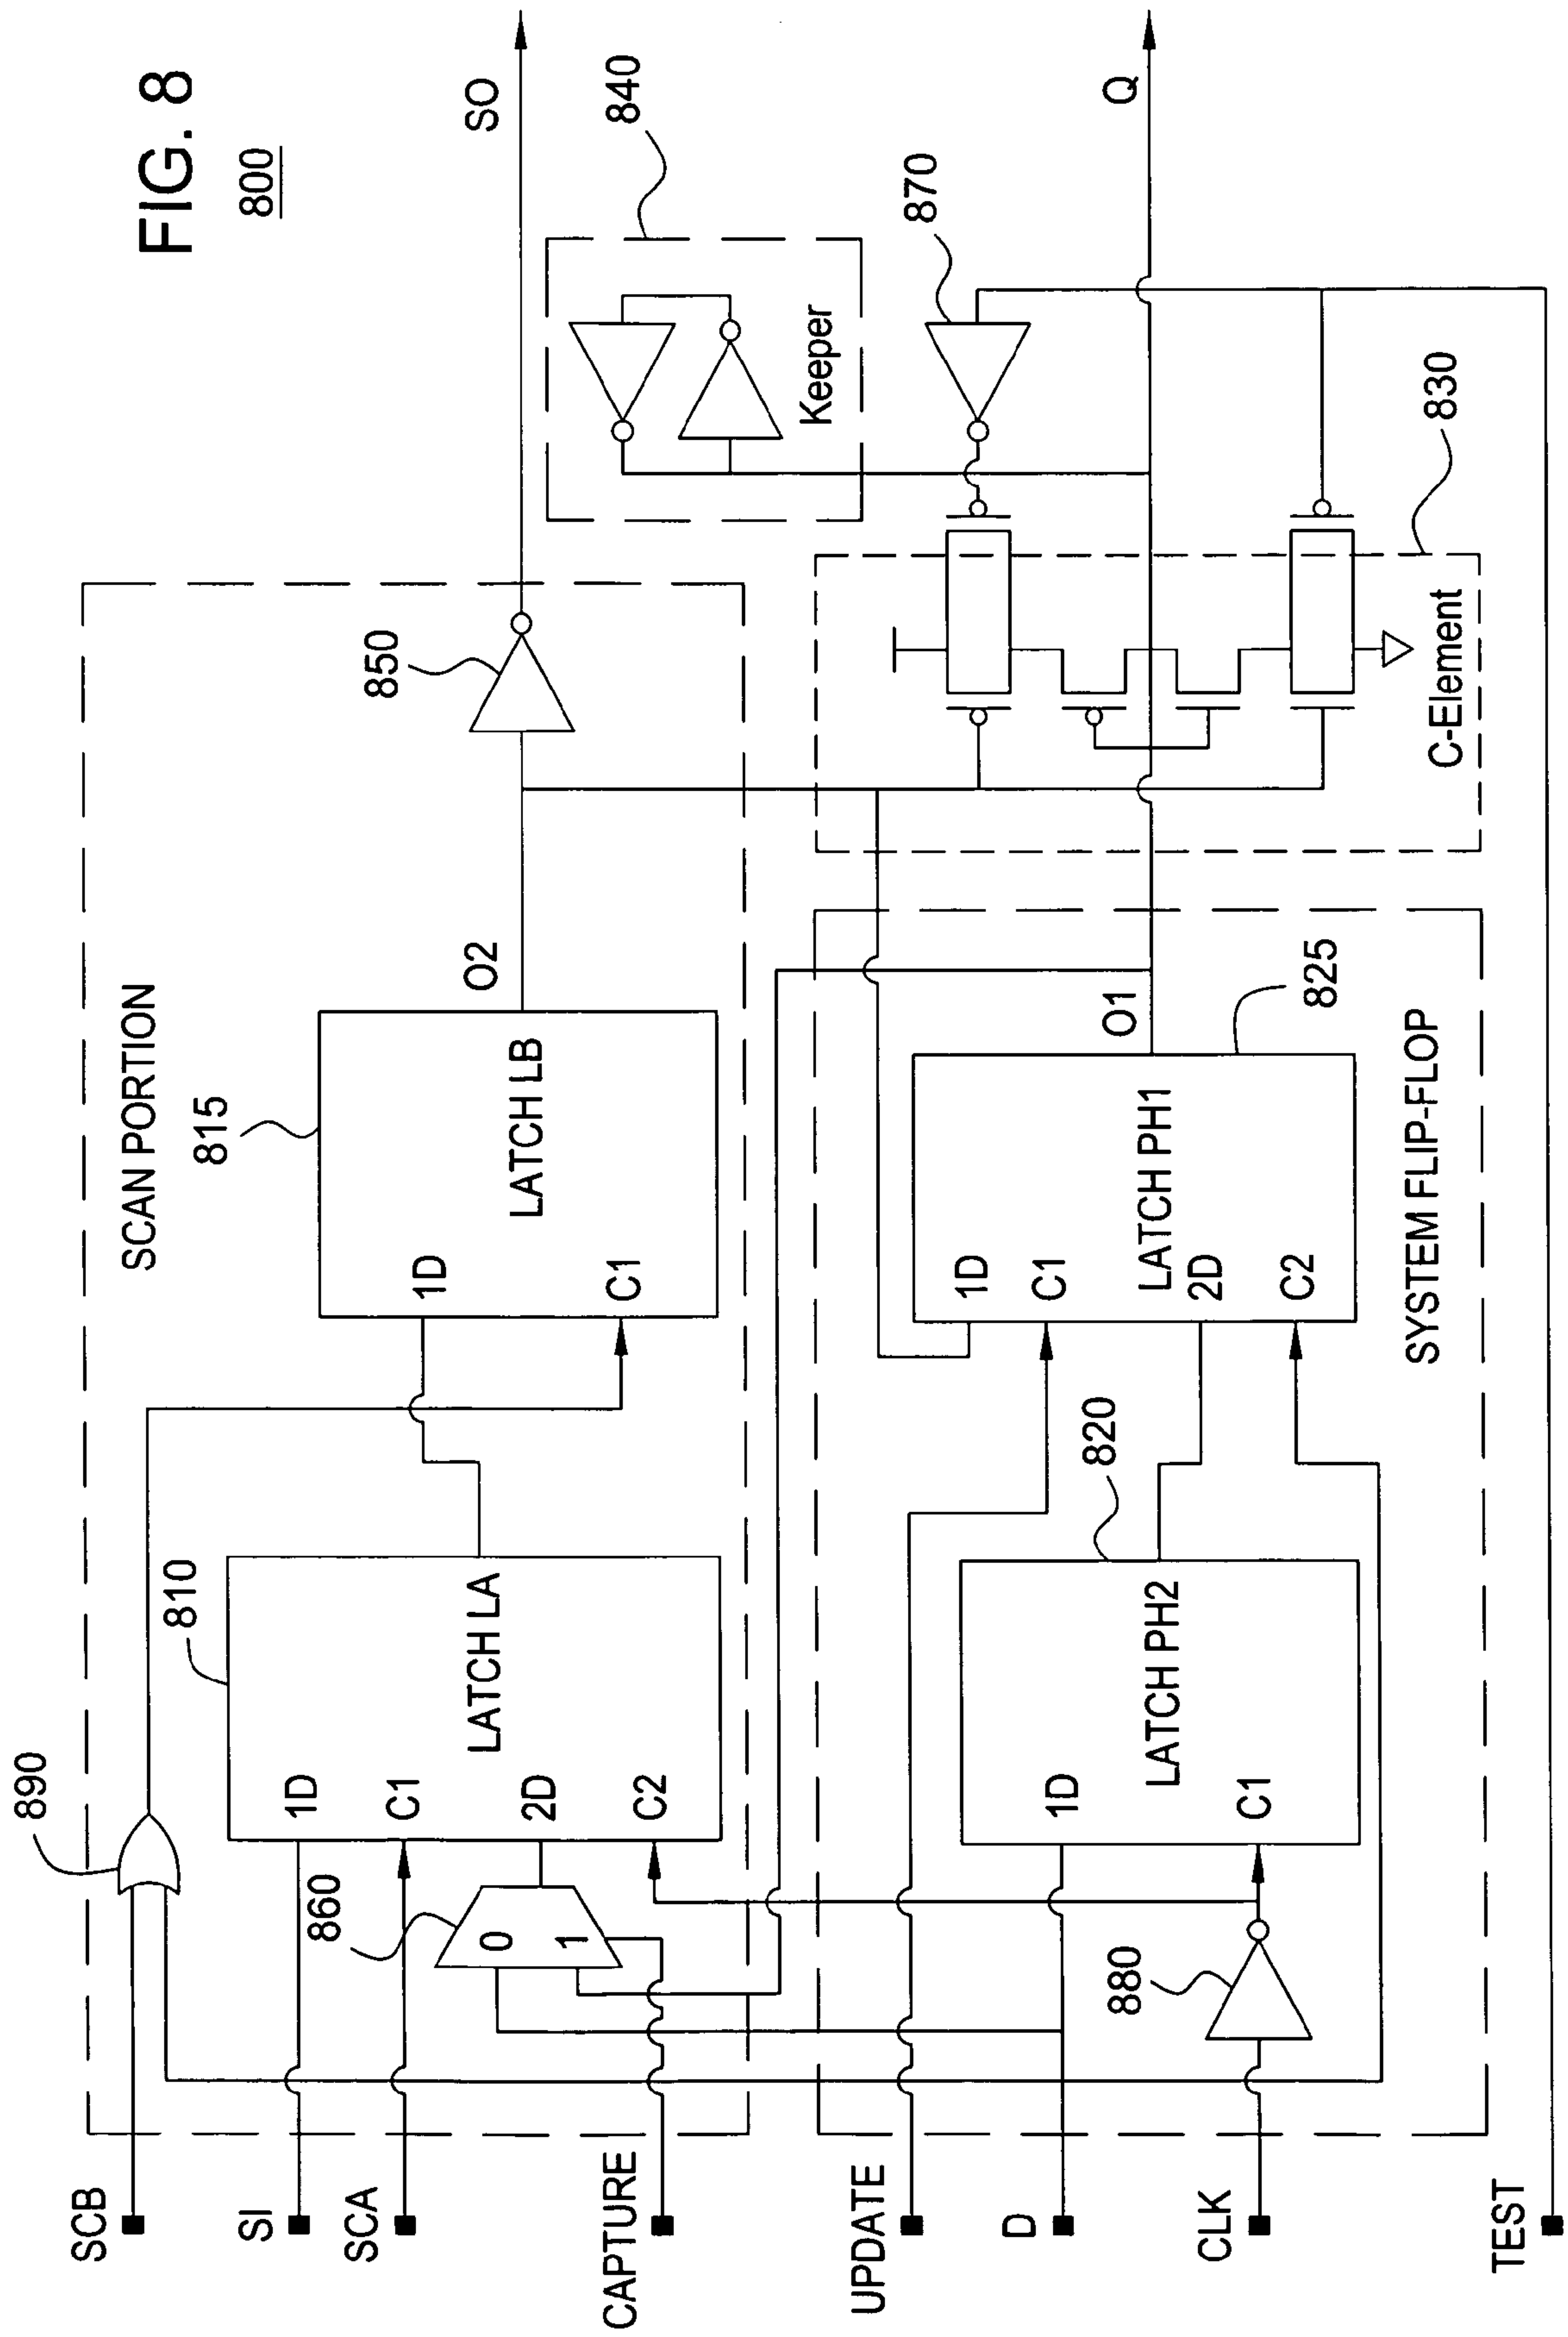 FIG. 8
800
SCAN PORTION
890
SCB
SI
SCA
CAPTURE
810
1D
C1
2D
C2
LATCH LA
860
0
1
815
1D
C1
LATCH LB
O2
850
SO
840
Keeper
UPDATE
D
CLK
TEST
880
820
1D
C1
LATCH PH2
1D
C1
LATCH PH1
2D
C2
825
O1
SYSTEM FLIP-FLOP
C-Element
830
870
Q